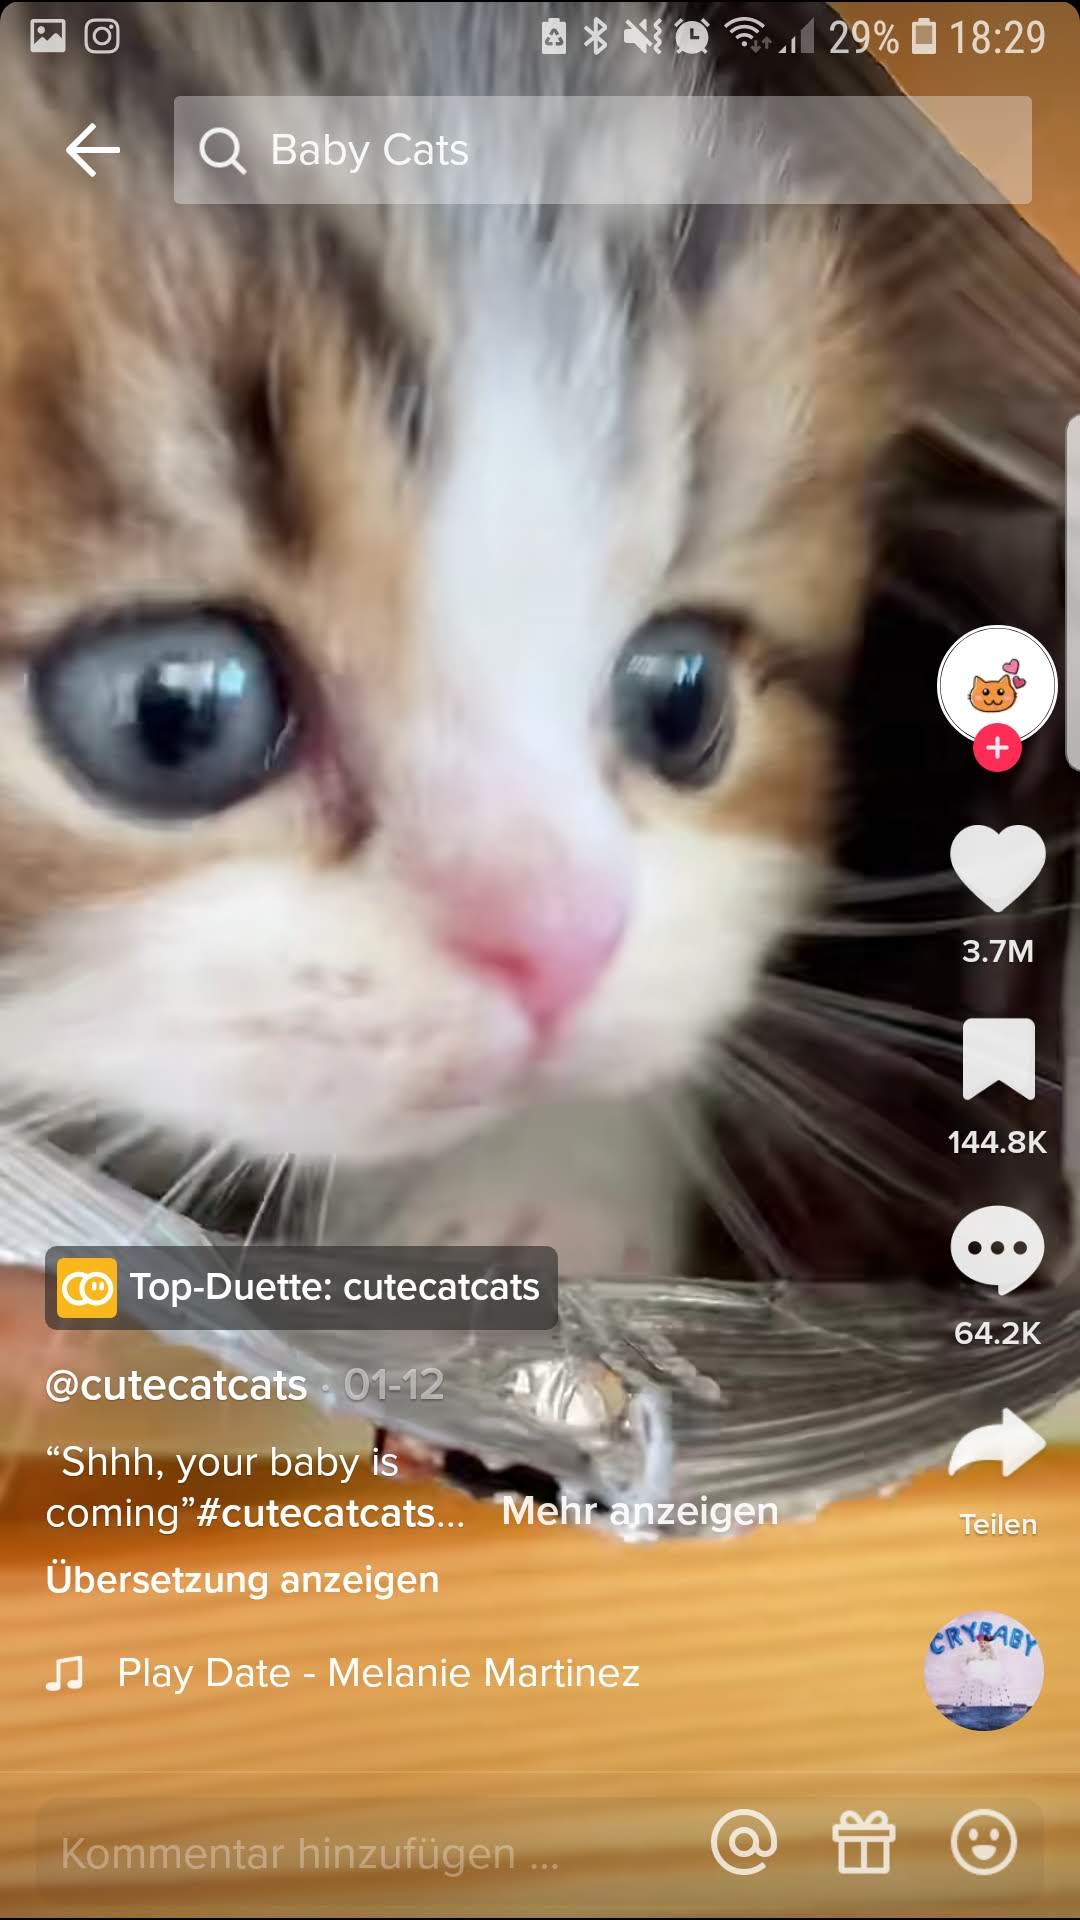 29% 18:29
Baby Cats
3.7M
144.8K
64.2K
Top-Duette: cutecatcats
@cutecatcats · 01-12
“Shhh, your baby is
coming”#cutecatcats... Mehr anzeigen
Teilen
Übersetzung anzeigen
CRYBABY
Play Date - Melanie Martinez
Kommentar hinzufügen ...